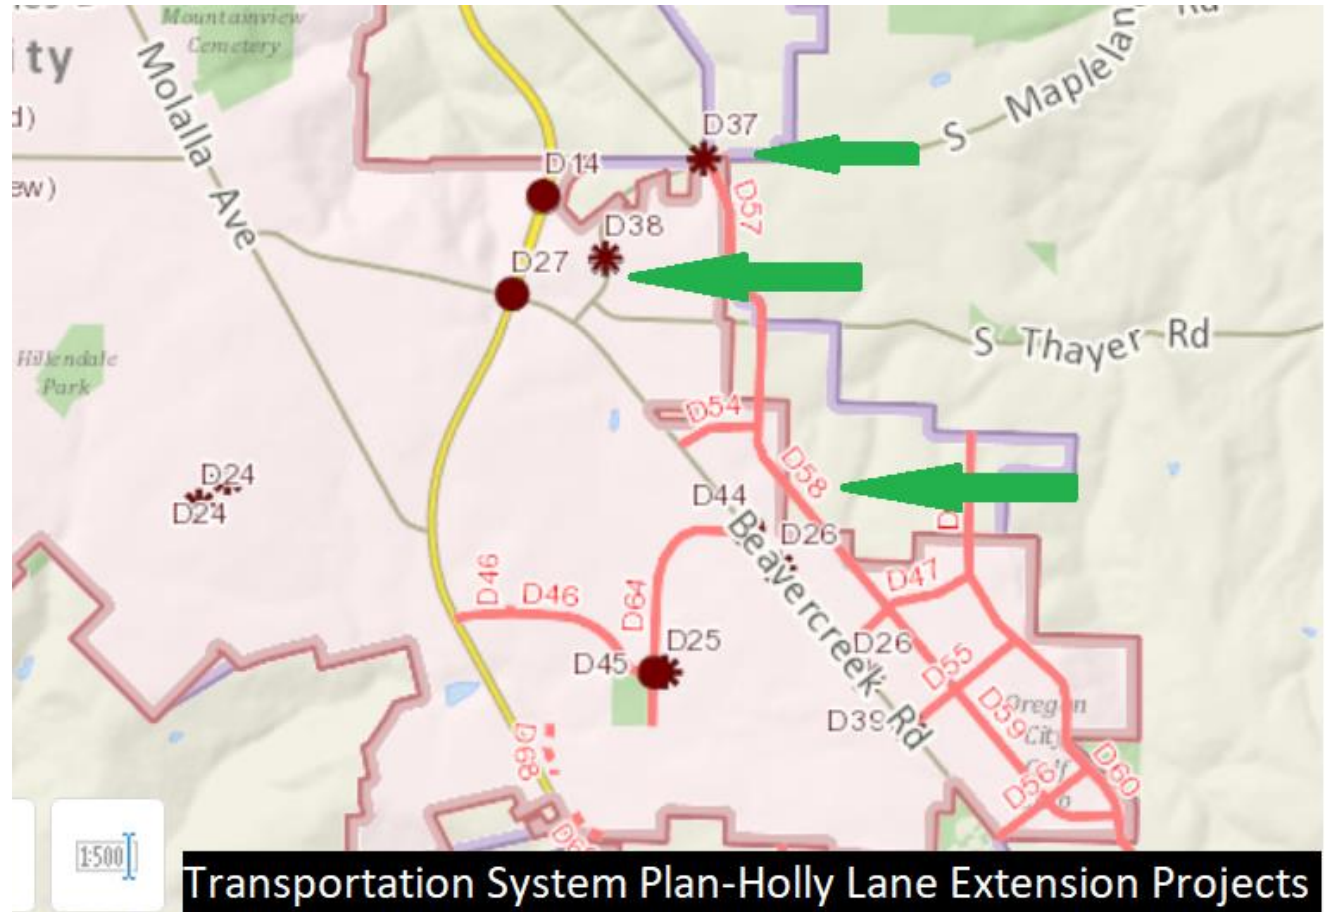 Mountainview
Cemetery
Rd
ity
Molalla Ave
S Maplelan
d)
D37
D14
ew)
D57
D38
D27
S Thayer Rd
Hillendale
Park
D54
D58
D24
D24
D44
D26
D47
Beavercreek Rd
D46
D46
D64
D26
D25
D45
D55
D39
D59
Oregon
City
Golf
D68
D60
D56
1:500
Transportation System Plan-Holly Lane Extension Projects